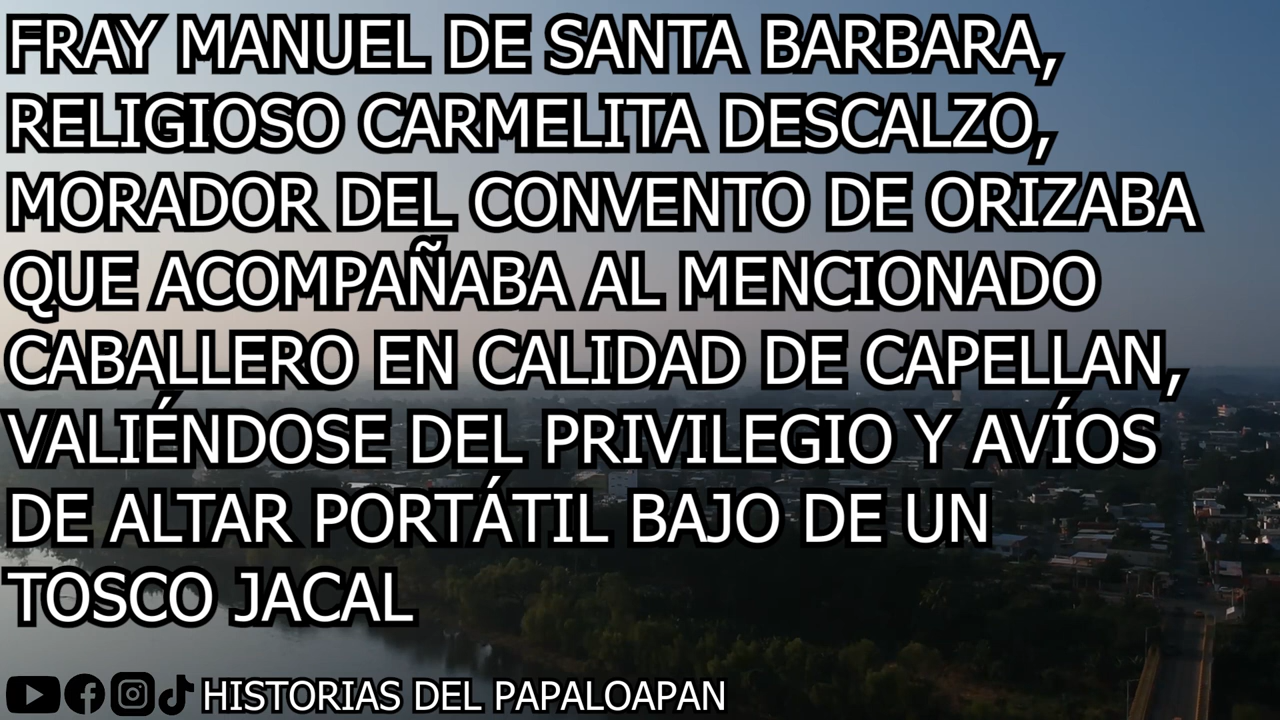 FRAY MANUEL DE SANTA BARBARA,
RELIGIOSO CARMELITA DESCALZO,
MORADOR DEL CONVENTO DE ORIZABA
QUE ACOMPAÑABA AL MENCIONADO
CABALLERO EN CALIDAD DE CAPELLAN,
VALIÉNDOSE DEL PRIVILEGIO Y AVÍOS
DE ALTAR PORTÁTIL BAJO DE UN
TOSCO JACAL
HISTORIAS DEL PAPALOAPAN